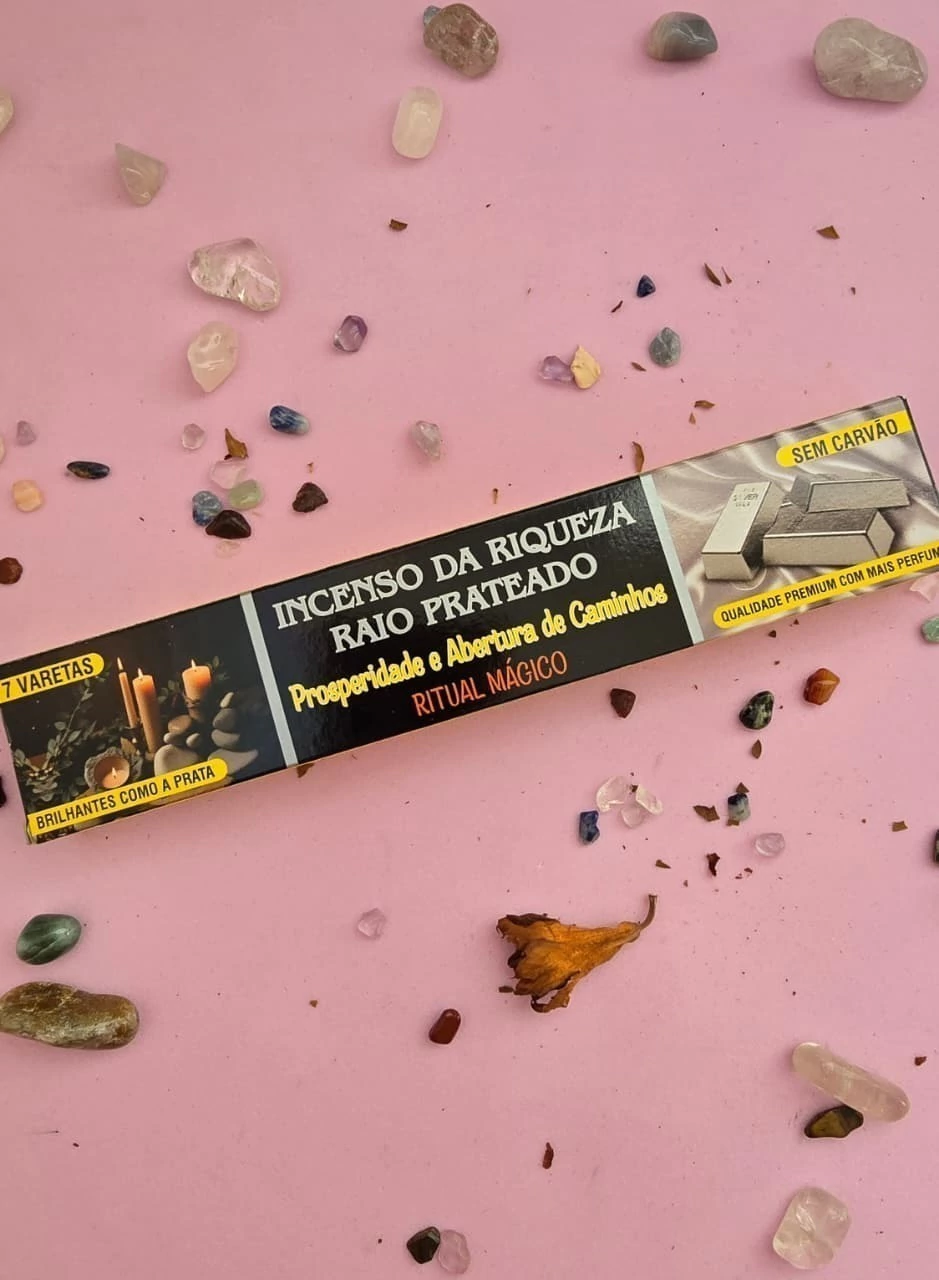 7 VARETAS
BRILHANTES COMO A PRATA
INCENSO DA RIQUEZA
RAIO PRATEADO
Prosperidade e Abertura de Caminhos
RITUAL MÁGICO
SEM CARVÃO
QUALIDADE PREMIUM COM MAIS PERFUM